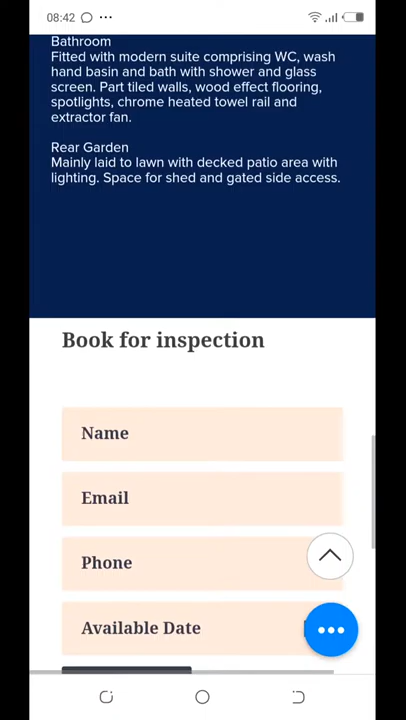 08:42
Bathroom
Fitted with modern suite comprising WC, wash
hand basin and bath with shower and glass
screen. Part tiled walls, wood effect flooring,
spotlights, chrome heated towel rail and
extractor fan.
Rear Garden
Mainly laid to lawn with decked patio area with
lighting. Space for shed and gated side access.
Book for inspection
Name
Email
Phone
Available Date